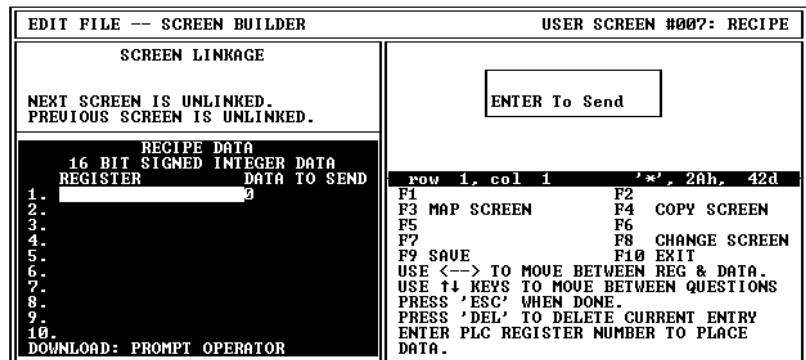 EDIT FILE -- SCREEN BUILDER
USER SCREEN #007: RECIPE
SCREEN LINKAGE
NEXT SCREEN IS UNLINKED.
PREVIOUS SCREEN IS UNLINKED.
RECIPE DATA
16 BIT SIGNED INTEGER DATA
REGISTER DATA TO SEND
1. 0
2.
3.
4.
5.
6.
7.
8.
9.
10.
DOWNLOAD: PROMPT OPERATOR
ENTER To Send
row 1, col 1 '*', 2Ah, 42d
F1 F2
F3 MAP SCREEN F4 COPY SCREEN
F5 F6
F7 F8 CHANGE SCREEN
F9 SAVE F10 EXIT
USE <--> TO MOVE BETWEEN REG & DATA.
USE ↑↓ KEYS TO MOVE BETWEEN QUESTIONS
PRESS 'ESC' WHEN DONE.
PRESS 'DEL' TO DELETE CURRENT ENTRY
ENTER PLC REGISTER NUMBER TO PLACE
DATA.